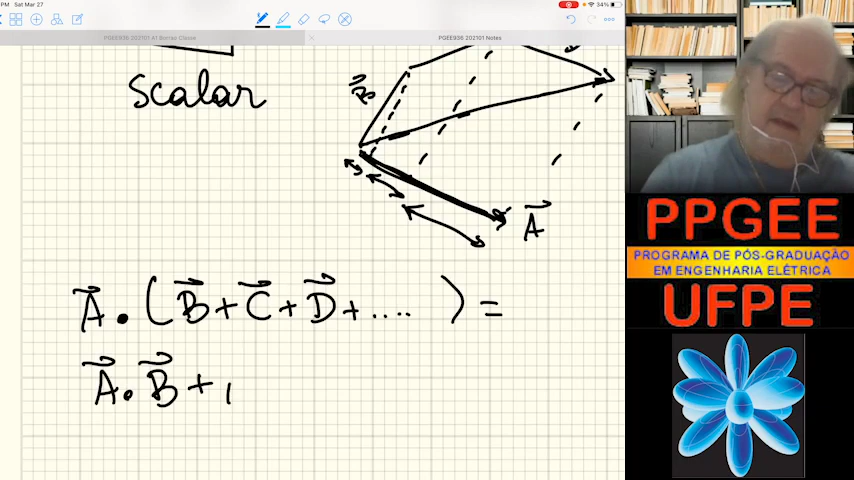 PM Sat Mar 27
34%
PGEE936 202101 A1 Borrao Classe
PGEE936 202101 Notes
scalar
B⃗
A⃗
A⃗ . ( B⃗ + C⃗ + D⃗ + .... ) =
A⃗ . B⃗ +
PPGEE
PROGRAMA DE PÓS-GRADUAÇÃO
EM ENGENHARIA ELÉTRICA
UFPE